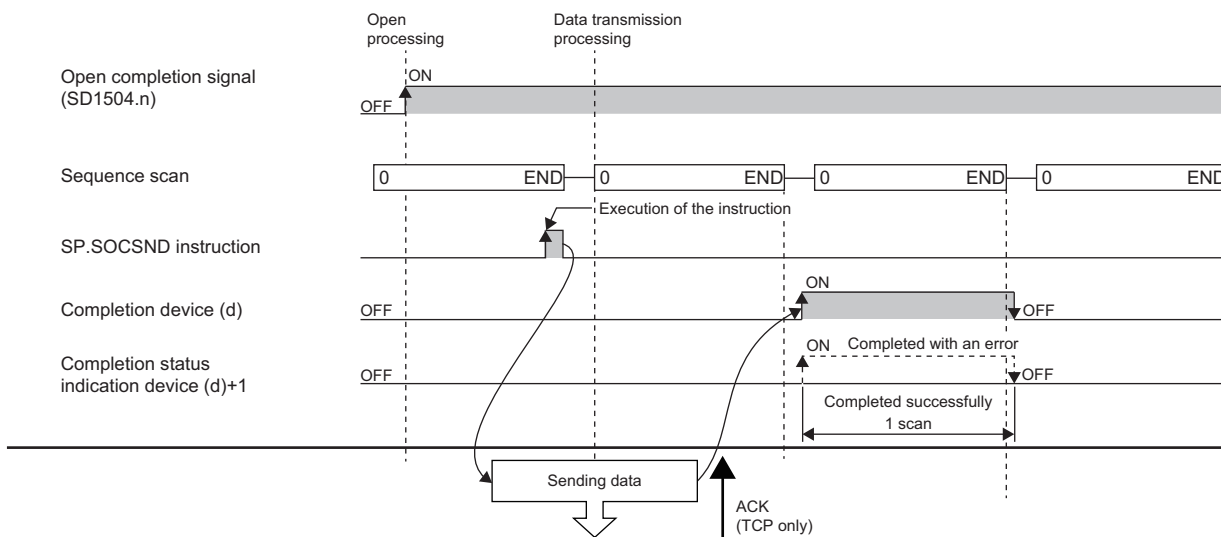 Open
processing
Data transmission
processing
Open completion signal
(SD1504.n)
ON
OFF
Sequence scan
0 END 0 END 0 END 0 END
Execution of the instruction
SP.SOCSND instruction
ON
Completion device (d)
OFF
OFF
ON Completed with an error
Completion status
indication device (d)+1
OFF
OFF
Completed successfully
1 scan
Sending data
ACK
(TCP only)